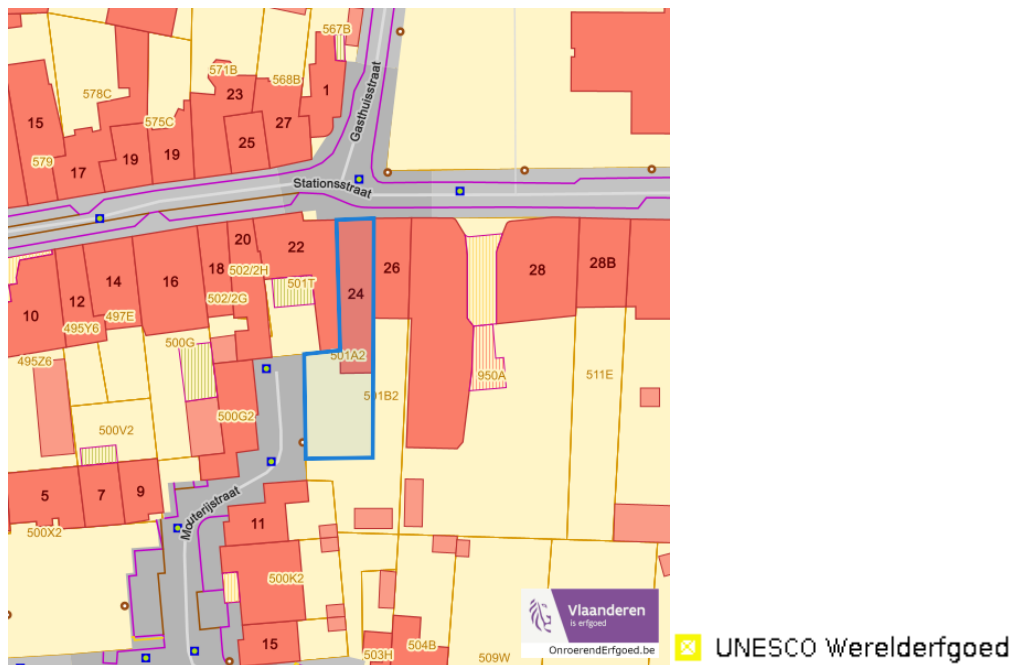 567B
571B
568B
578C
23
1
575C
27
15
25
19
19
579
17
Gasthuisstraat
Stationsstraat
20
22
18
502/2H
501T
14
16
12
10
502/2G
497E
495Y6
24
26
28
28B
500G
495Z6
501A2
950A
511E
501B2
500G2
500V2
5
7
9
Mouterijstraat
11
500X2
500K2
15
503H
504B
509W
Vlaanderen
is erfgoed
OnroerendErfgoed.be
UNESCO Werelderfgoed